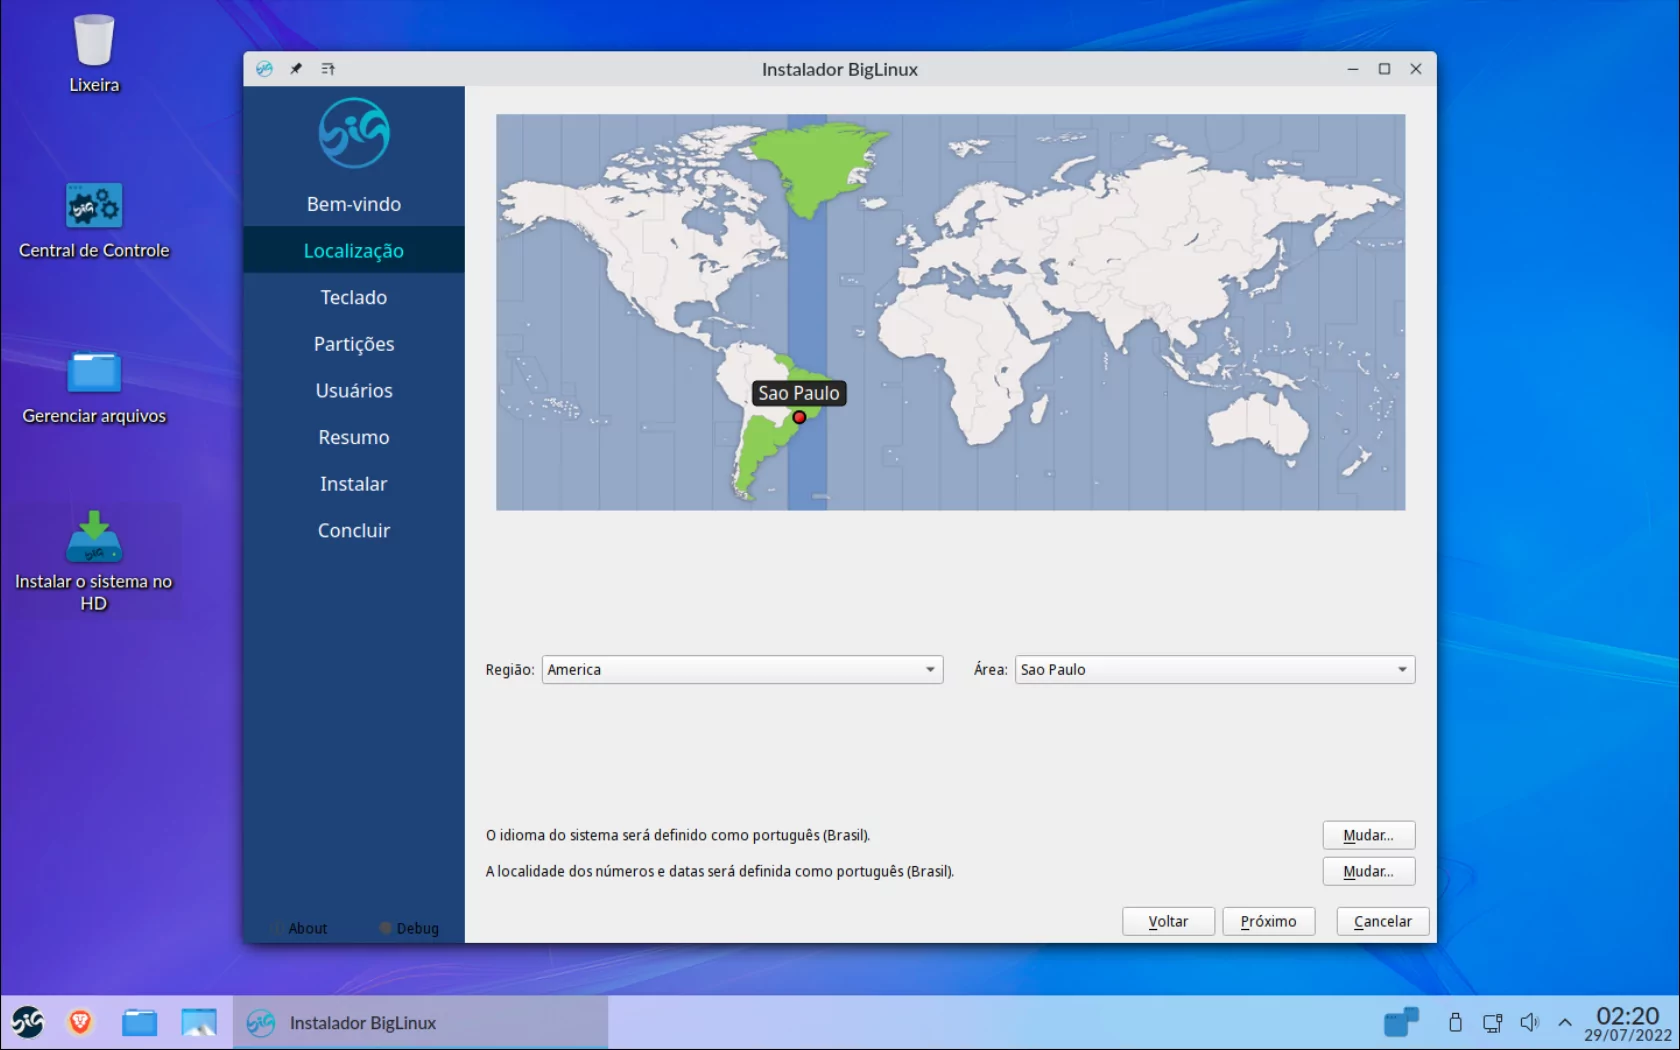 Lixeira
Central de Controle
Gerenciar arquivos
Instalar o sistema no
HD
Instalador BigLinux
big
Bem-vindo
Localização
Teclado
Partições
Usuários
Resumo
Instalar
Concluir
About
Debug
Sao Paulo
Região: America
Área: Sao Paulo
O idioma do sistema será definido como português (Brasil).
Mudar...
A localidade dos números e datas será definida como português (Brasil).
Mudar...
Voltar
Próximo
Cancelar
Instalador BigLinux
02:20
29/07/2022